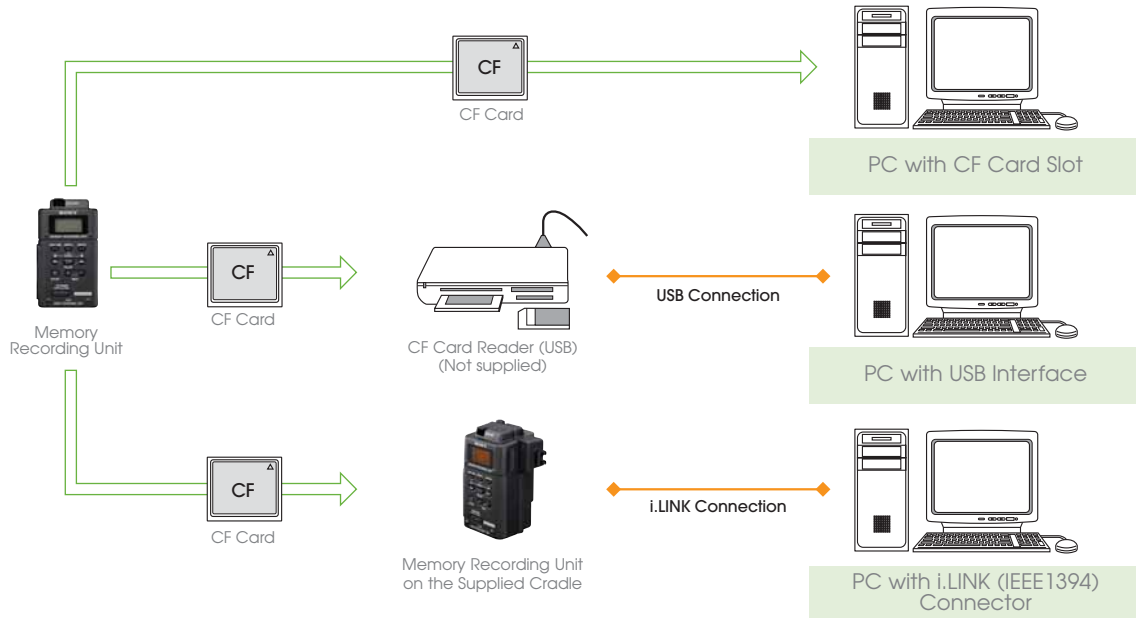 CF
CF Card
PC with CF Card Slot
SONY
Memory
Recording Unit
CF
CF Card
CF Card Reader (USB)
(Not supplied)
USB Connection
PC with USB Interface
CF
CF Card
Memory Recording Unit
on the Supplied Cradle
i.LINK Connection
PC with i.LINK (IEEE1394)
Connector